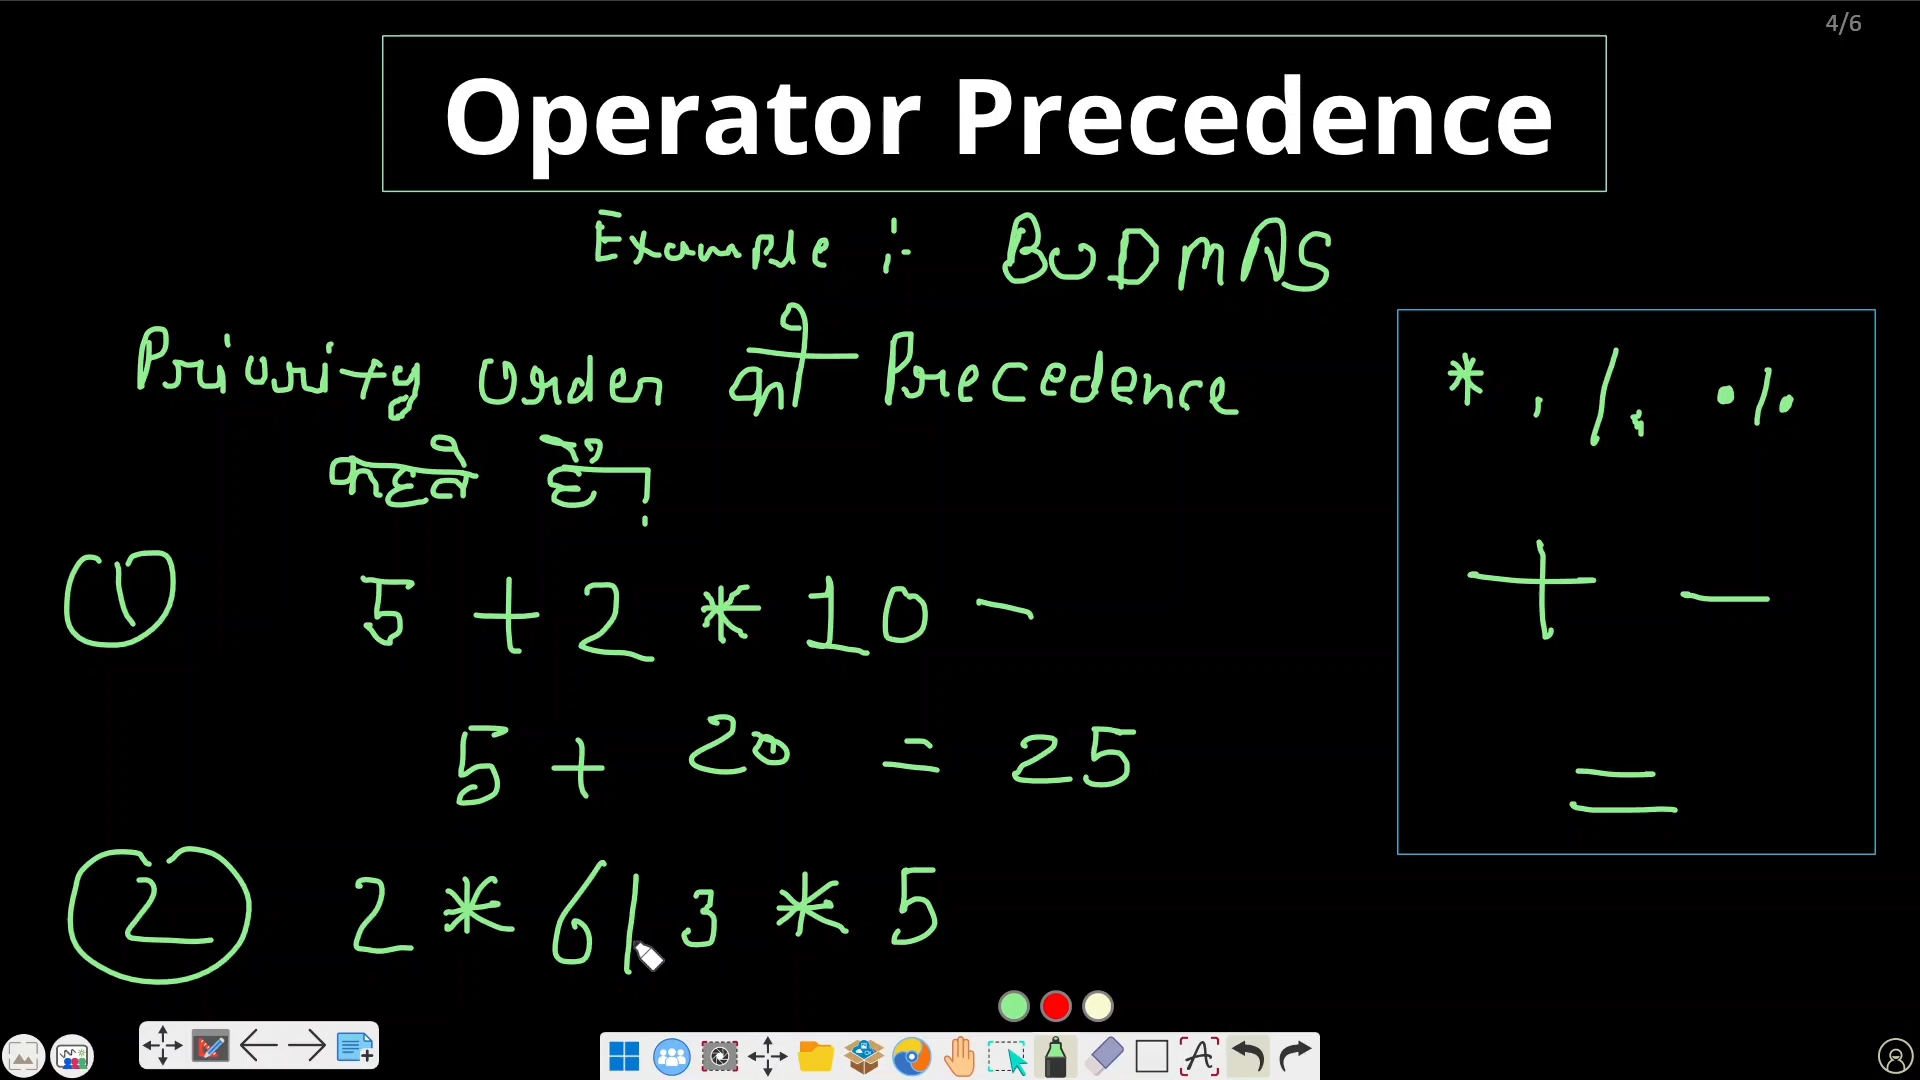 4/6
Operator Precedence
Example :- BODMAS
Priority order को Precedence
कहते हैं।
* , / , %
+ -
=
① 5 + 2 * 10 -
5 + 20 = 25
② 2 * 6 / 3 * 5